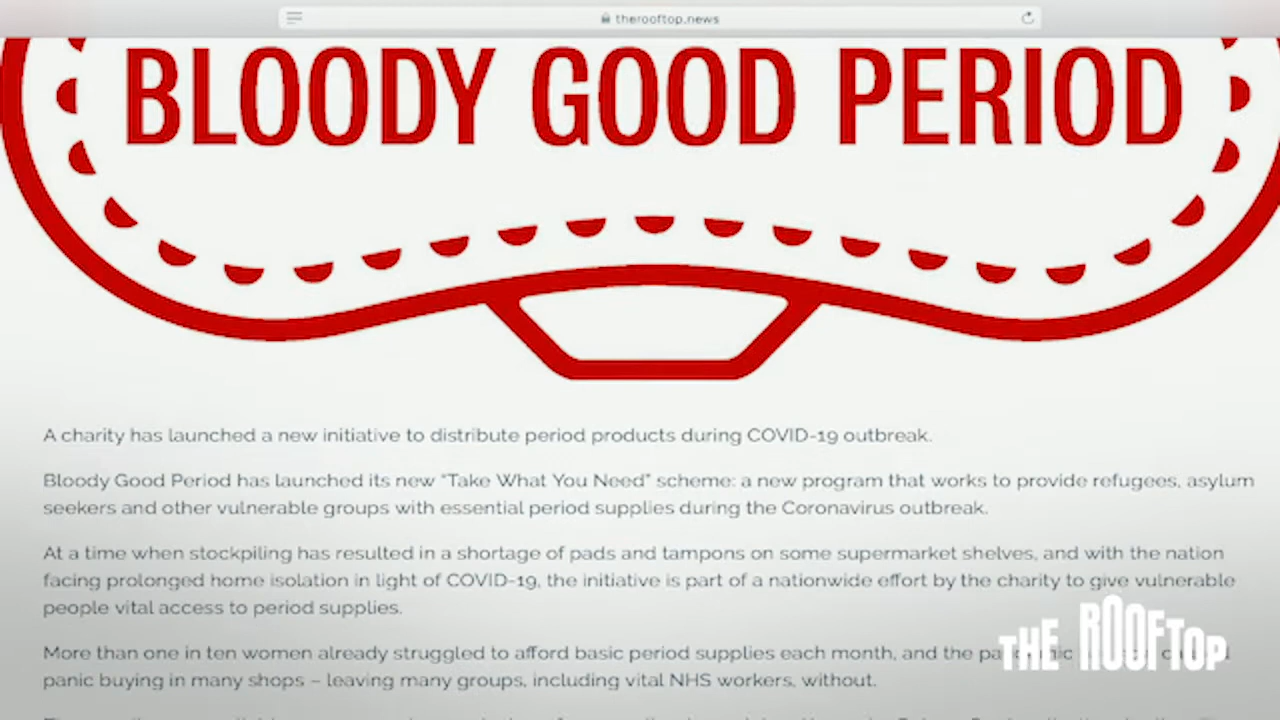 therooftop.news
BLOODY GOOD PERIOD
A charity has launched a new initiative to distribute period products during COVID-19 outbreak.
Bloody Good Period has launched its new "Take What You Need" scheme: a new program that works to provide refugees, asylum
seekers and other vulnerable groups with essential period supplies during the Coronavirus outbreak.
At a time when stockpiling has resulted in a shortage of pads and tampons on some supermarket shelves, and with the nation
facing prolonged home isolation in light of COVID-19, the initiative is part of a nationwide effort by the charity to give vulnerable
people vital access to period supplies.
More than one in ten women already struggled to afford basic period supplies each month, and the
panic buying in many shops – leaving many groups, including vital NHS workers, without.
THE ROOFTOP